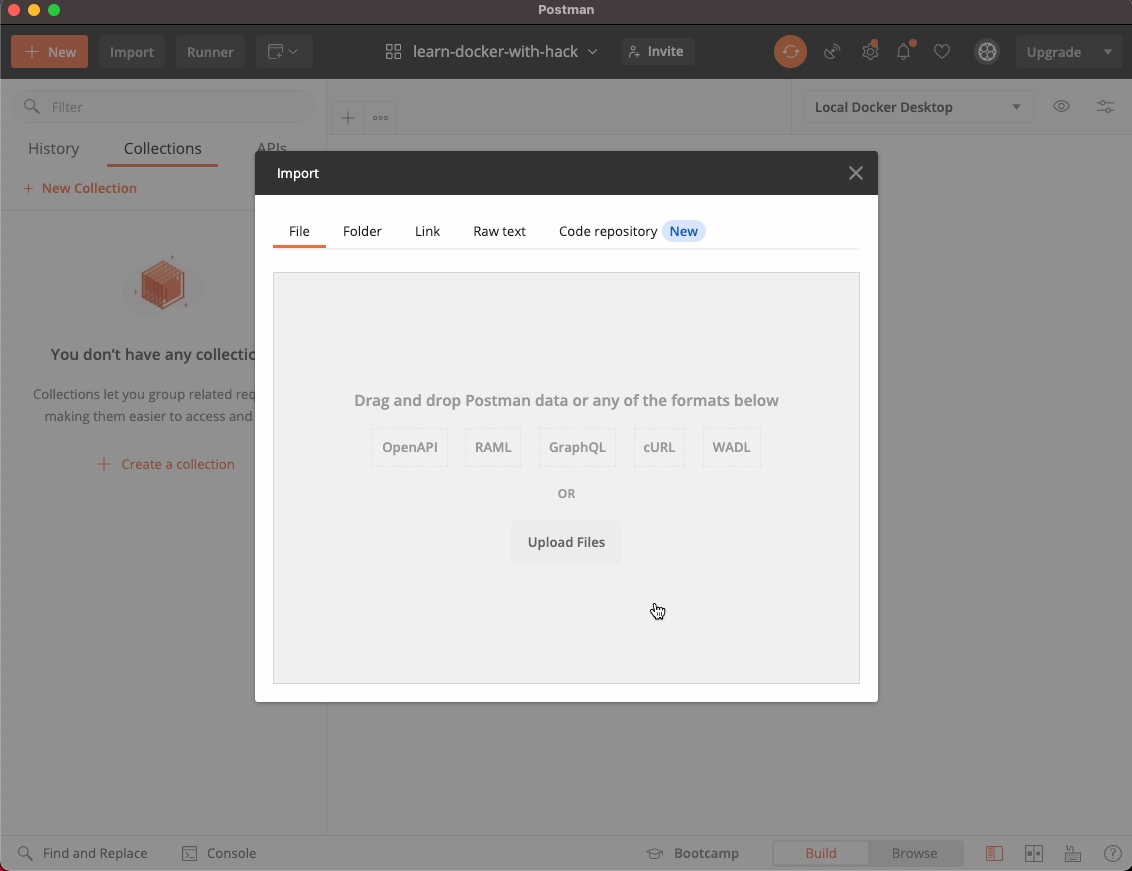 Postman
New
Import
Runner
learn-docker-with-hack
Invite
Upgrade
Filter
Local Docker Desktop
History
Collections
APIs
+ New Collection
You don’t have any collectio
Collections let you group related req
making them easier to access and
Create a collection
Import
File
Folder
Link
Raw text
Code repository
New
Drag and drop Postman data or any of the formats below
OpenAPI
RAML
GraphQL
cURL
WADL
OR
Upload Files
Find and Replace
Console
Bootcamp
Build
Browse